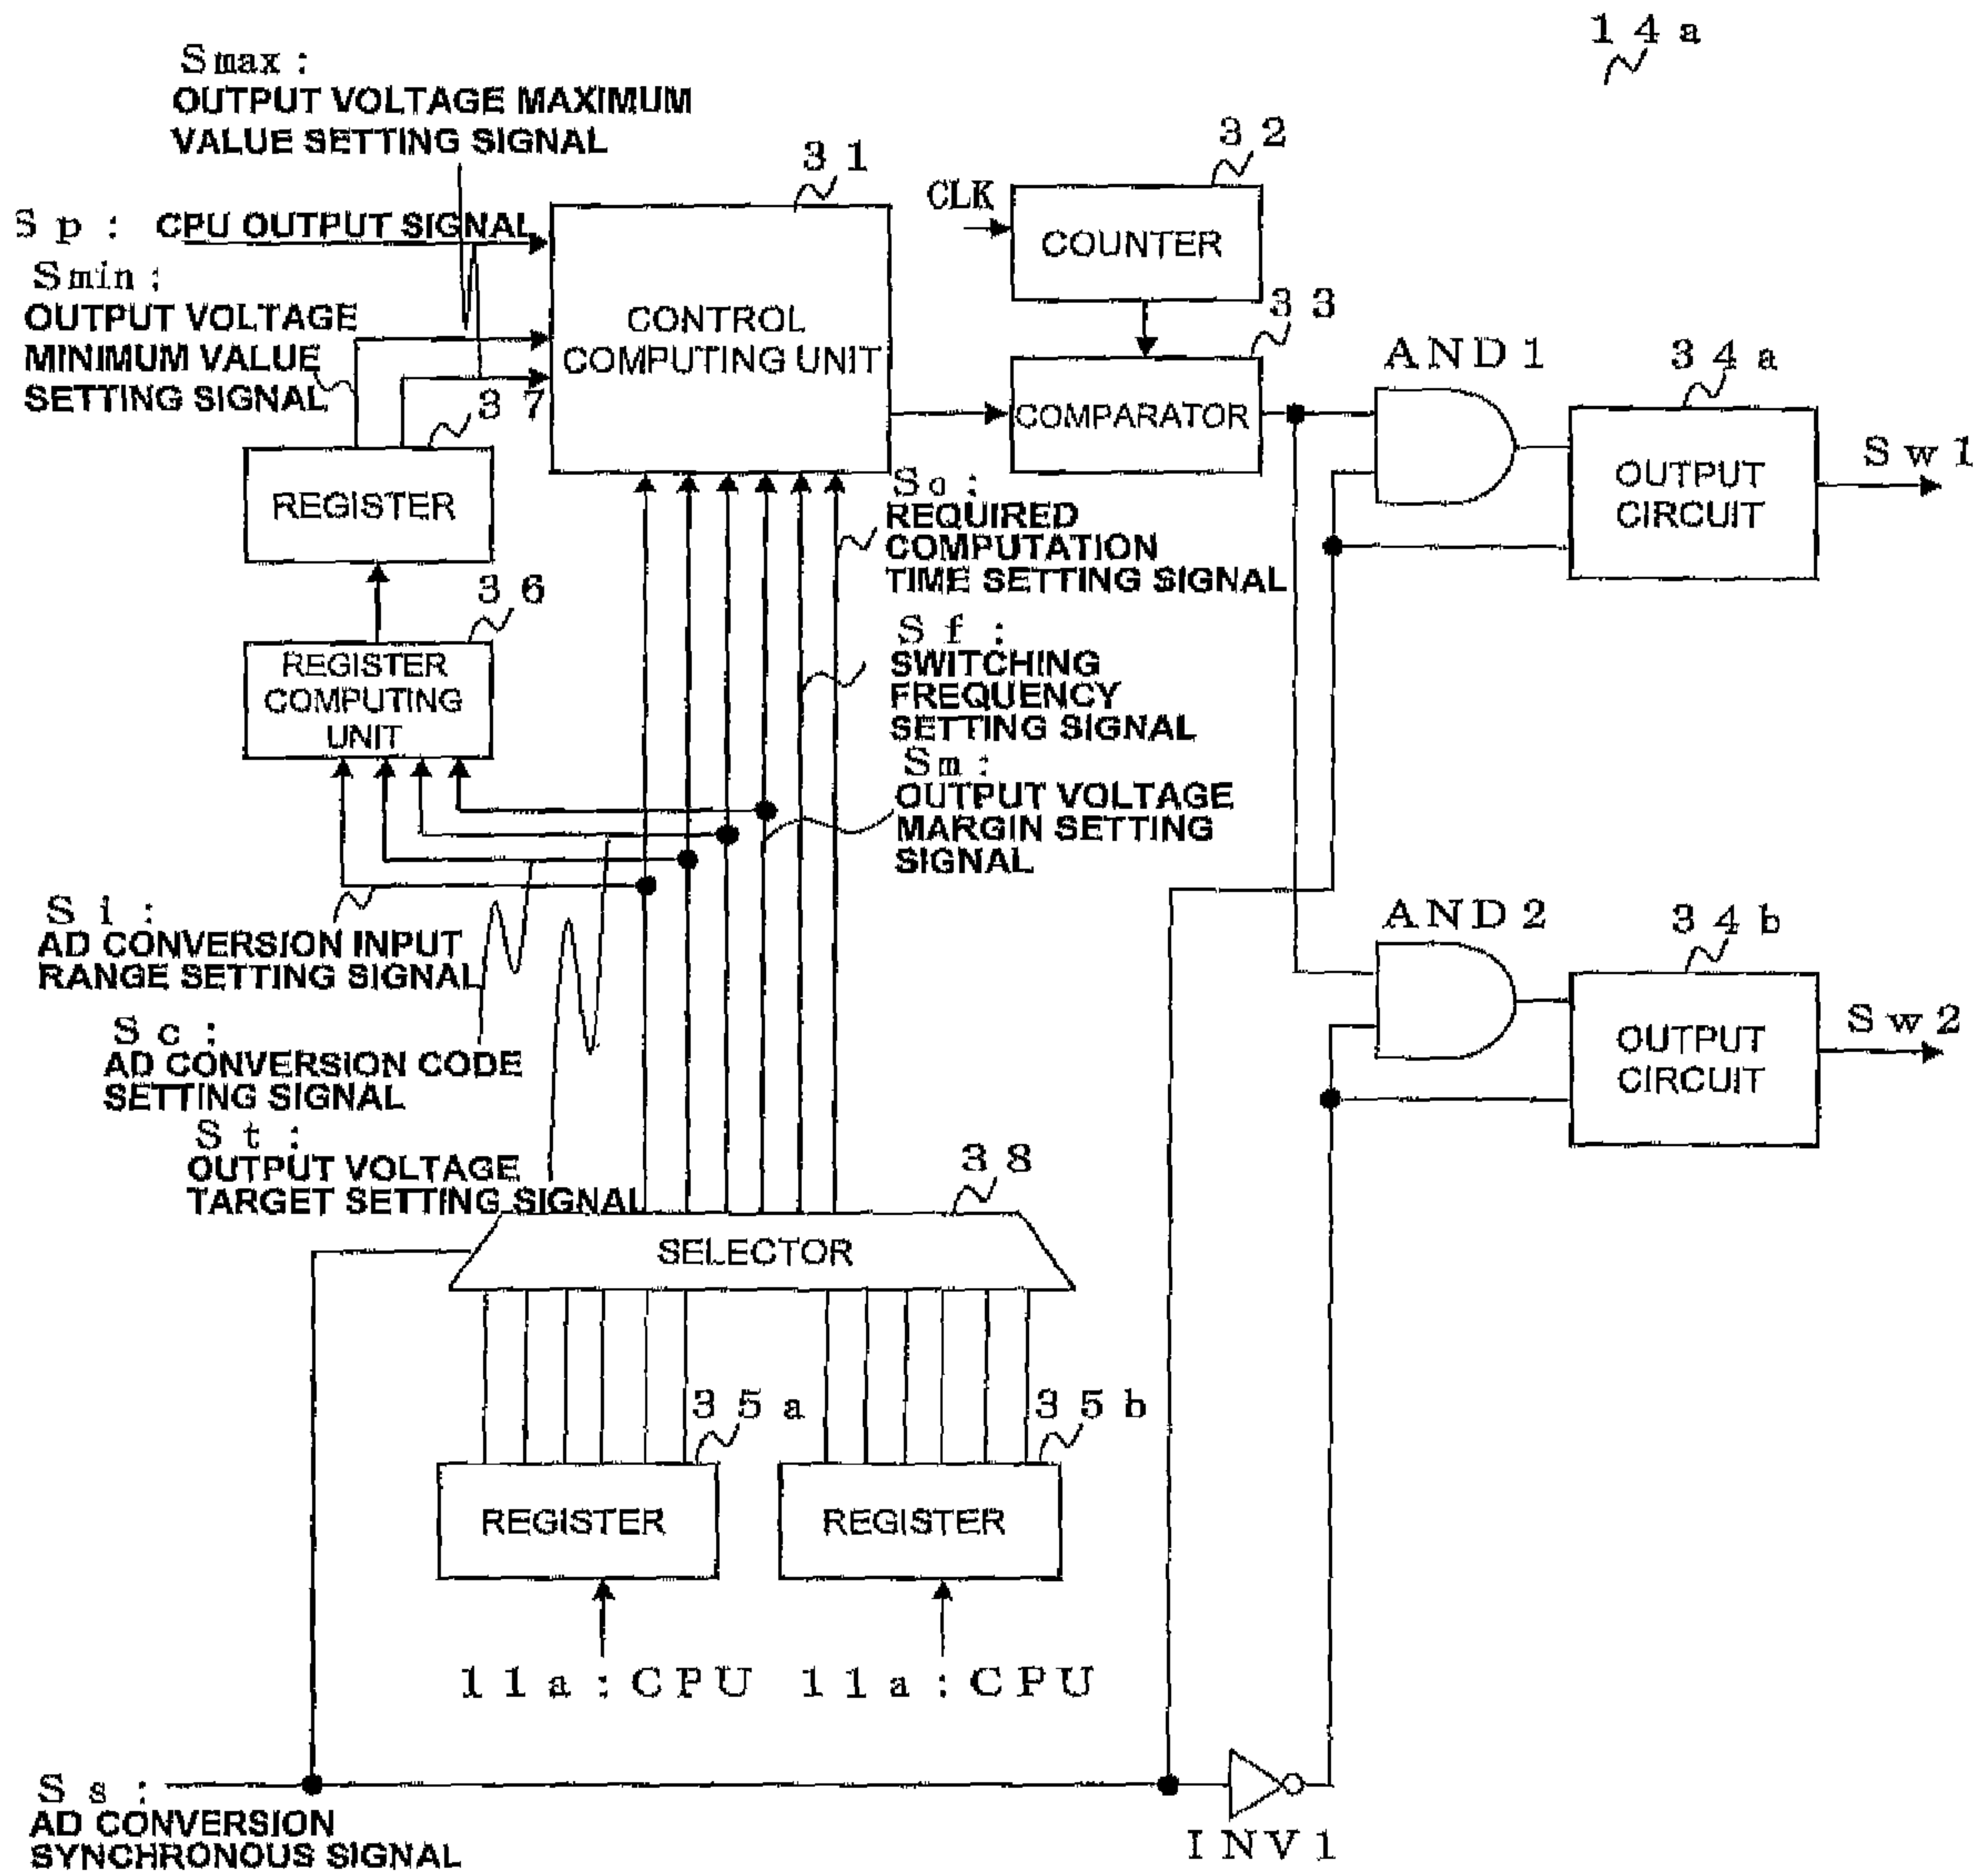 14a
Smax:
OUTPUT VOLTAGE MAXIMUM
VALUE SETTING SIGNAL
31
32
CLK
COUNTER
Sp: CPU OUTPUT SIGNAL
Smin:
OUTPUT VOLTAGE
MINIMUM VALUE
SETTING SIGNAL
CONTROL
COMPUTING UNIT
33
COMPARATOR
AND1
34a
OUTPUT
CIRCUIT
Sw1
37
REGISTER
So:
REQUIRED
COMPUTATION
TIME SETTING SIGNAL
36
REGISTER
COMPUTING
UNIT
Sf:
SWITCHING
FREQUENCY
SETTING SIGNAL
Sm:
OUTPUT VOLTAGE
MARGIN SETTING
SIGNAL
Si:
AD CONVERSION INPUT
RANGE SETTING SIGNAL
AND2
34b
OUTPUT
CIRCUIT
Sw2
Sc:
AD CONVERSION CODE
SETTING SIGNAL
St:
OUTPUT VOLTAGE
TARGET SETTING SIGNAL
38
SELECTOR
35a
35b
REGISTER
REGISTER
11a:CPU
11a:CPU
Ss:
AD CONVERSION
SYNCHRONOUS SIGNAL
INV1